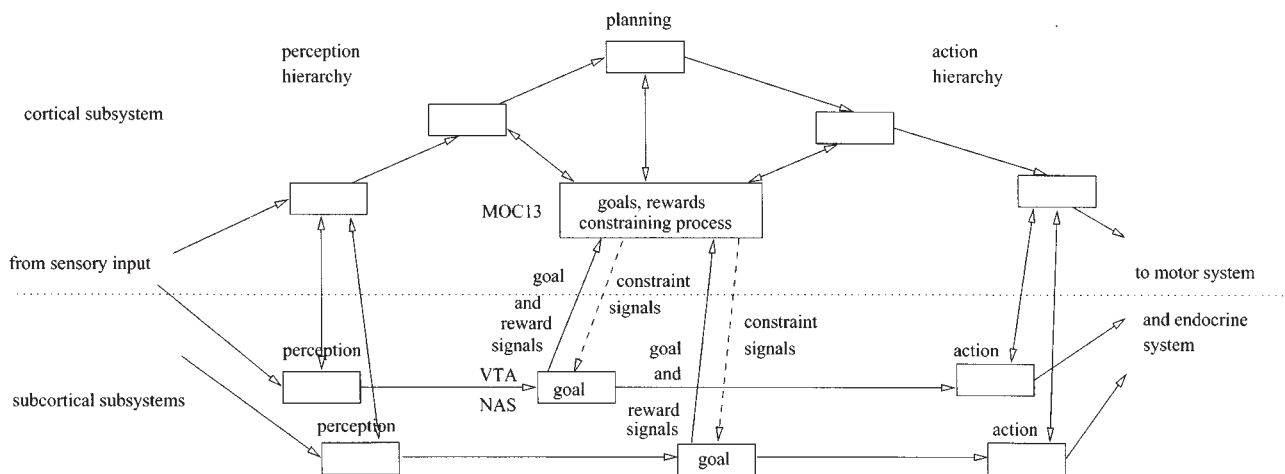 planning
perception
hierarchy
action
hierarchy
cortical subsystem
MOC13
goals, rewards
constraining process
from sensory input
goal
and
reward
signals
constraint
signals
to motor system
constraint
signals
and endocrine
system
perception
VTA
NAS
goal
goal
and
reward
signals
action
subcortical subsystems
perception
goal
action